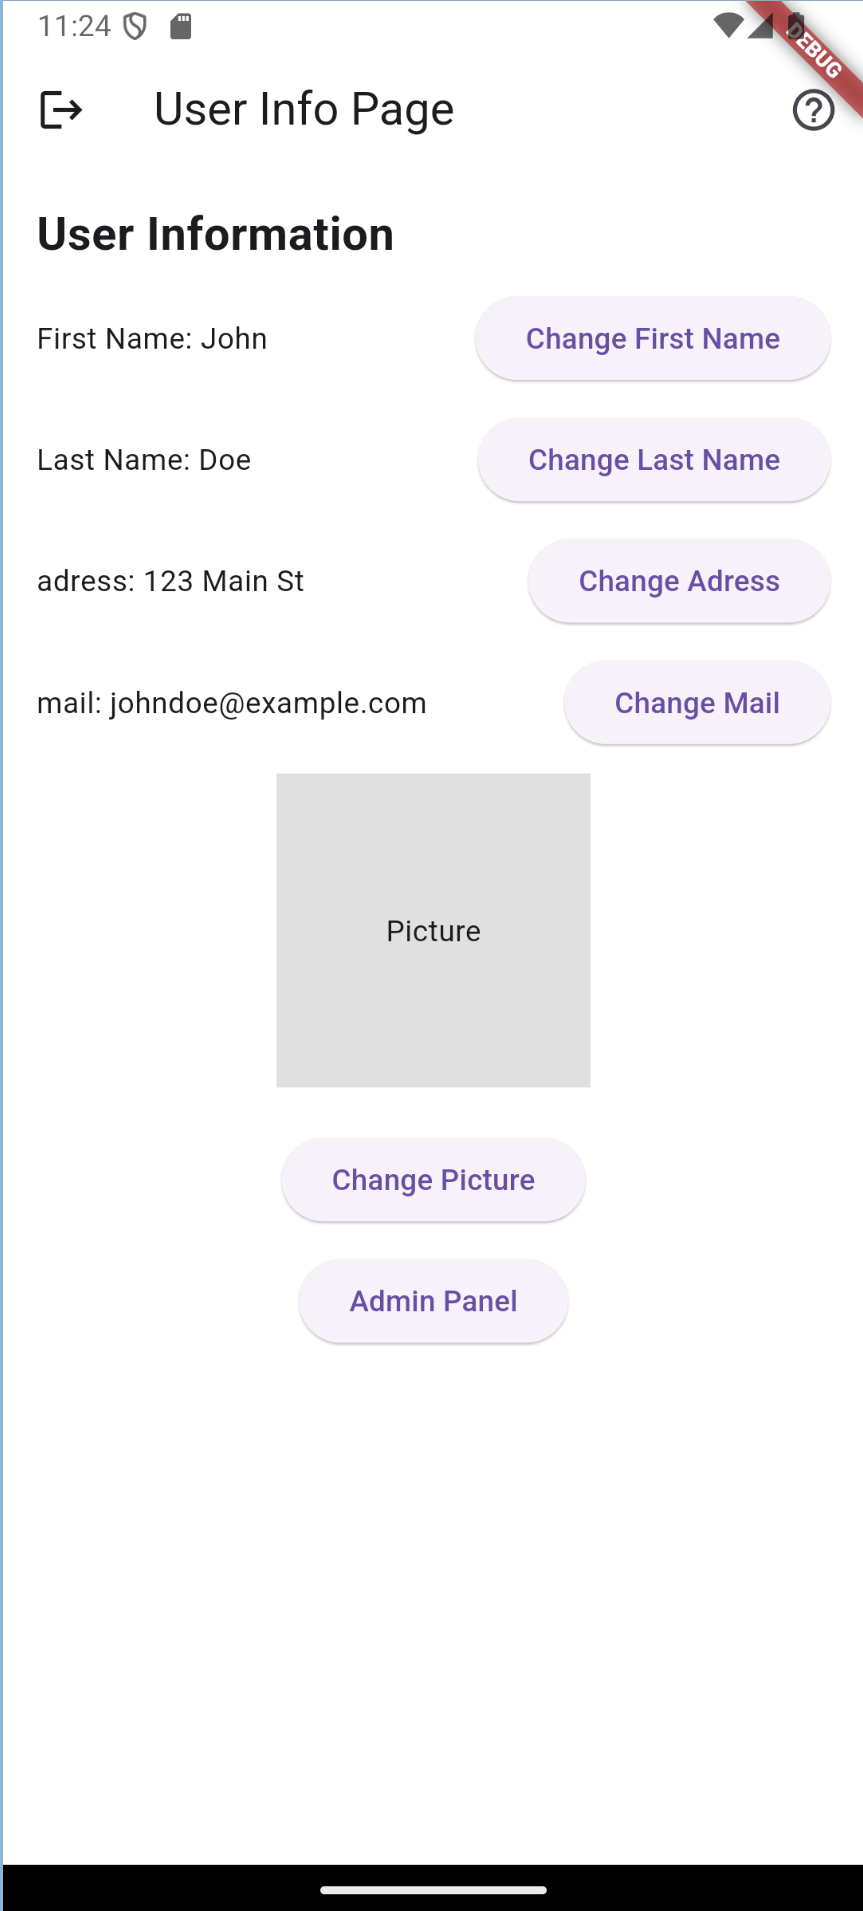 11:24
DEBUG
User Info Page
User Information
First Name: John
Change First Name
Last Name: Doe
Change Last Name
adress: 123 Main St
Change Adress
mail: johndoe@example.com
Change Mail
Picture
Change Picture
Admin Panel